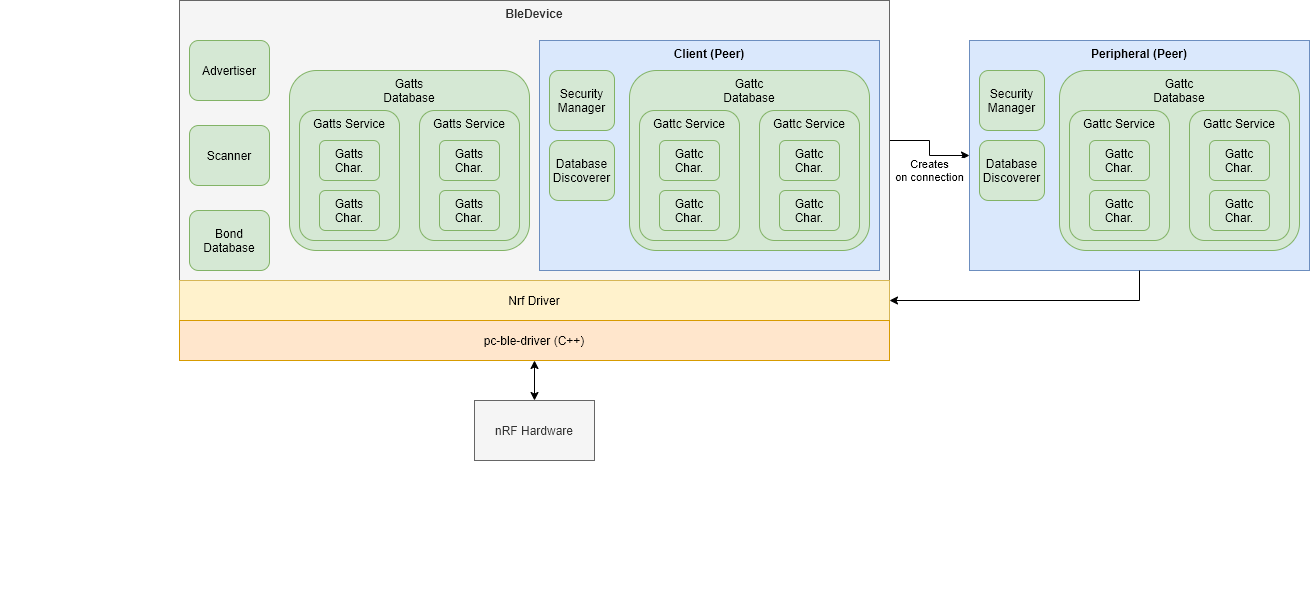 BleDevice
Advertiser
Scanner
Bond
Database
Gatts
Database
Gatts Service
Gatts
Char.
Gatts
Char.
Gatts Service
Gatts
Char.
Gatts
Char.
Client (Peer)
Security
Manager
Database
Discoverer
Gattc
Database
Gattc Service
Gattc
Char.
Gattc
Char.
Gattc Service
Gattc
Char.
Gattc
Char.
Creates
on connection
Peripheral (Peer)
Security
Manager
Database
Discoverer
Gattc
Database
Gattc Service
Gattc
Char.
Gattc
Char.
Gattc Service
Gattc
Char.
Gattc
Char.
Nrf Driver
pc-ble-driver (C++)
nRF Hardware